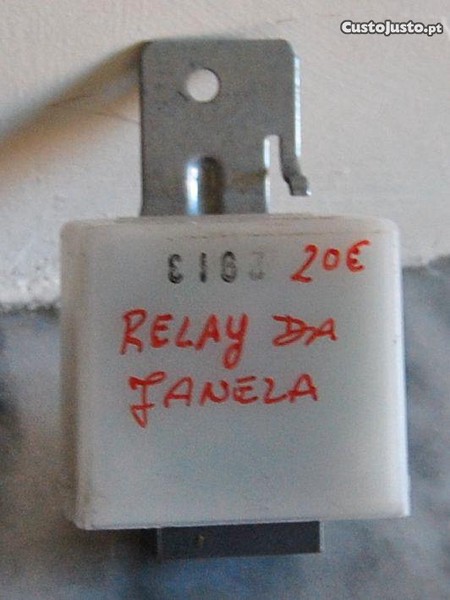 CustoJusto.pt
20€
RELAY DA
JANELA